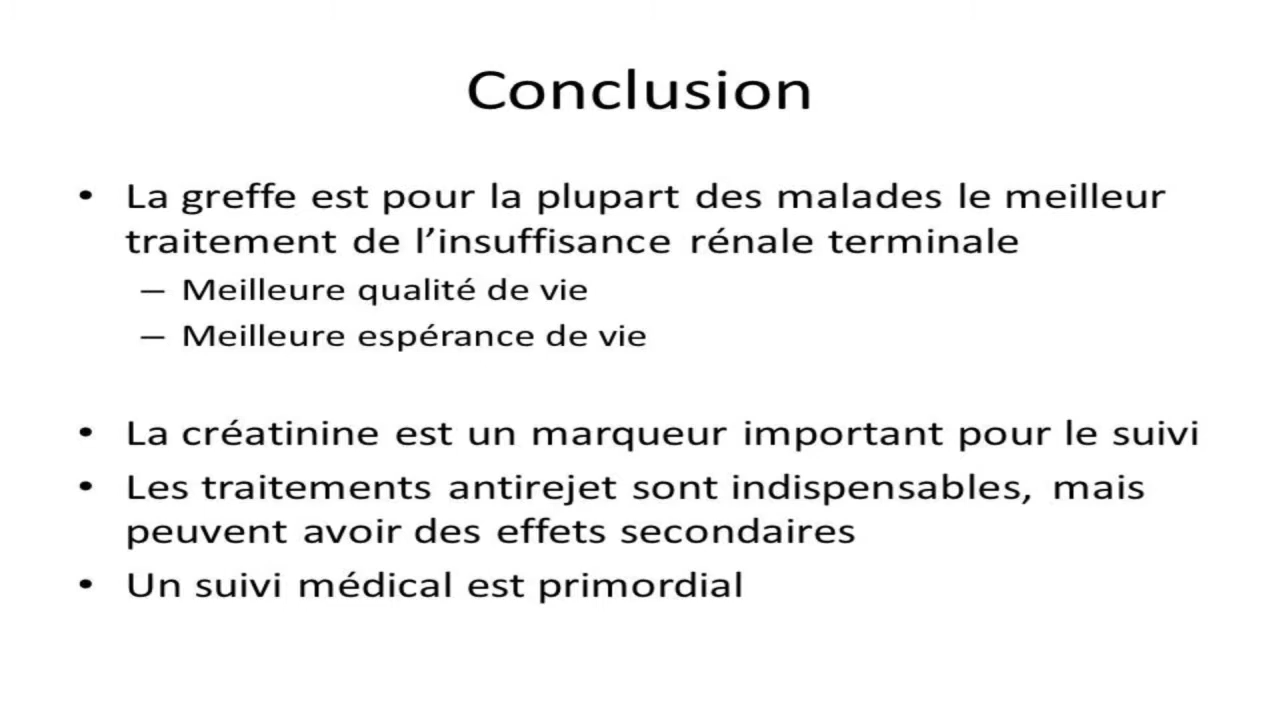 Conclusion
• La greffe est pour la plupart des malades le meilleur
traitement de l’insuffisance rénale terminale
– Meilleure qualité de vie
– Meilleure espérance de vie
• La créatinine est un marqueur important pour le suivi
• Les traitements antirejet sont indispensables, mais
peuvent avoir des effets secondaires
• Un suivi médical est primordial